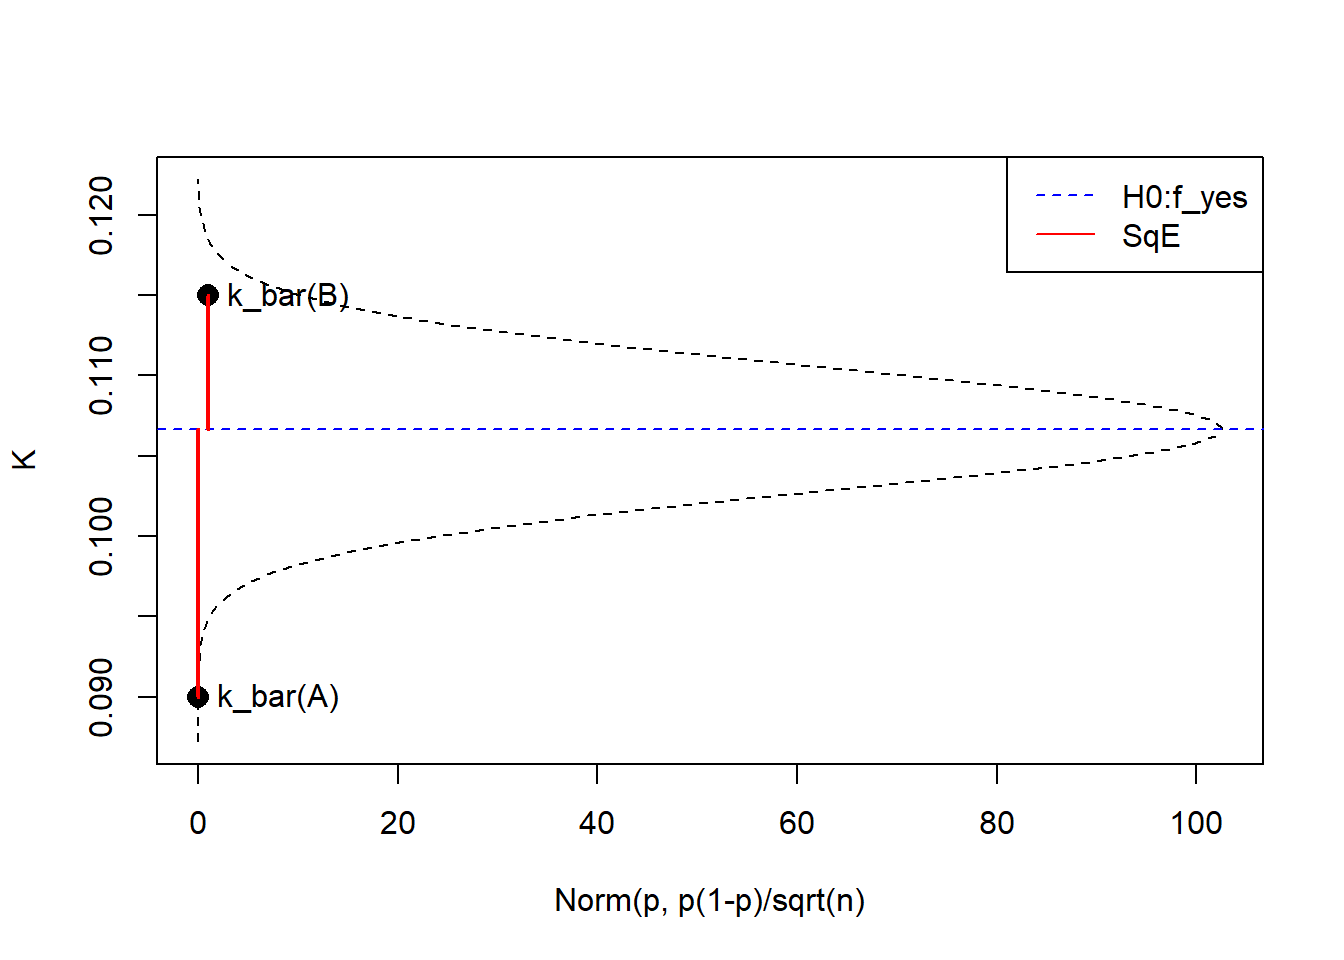 H0:f_yes
SqE
k_bar(B)
k_bar(A)
K
0.120
0.110
0.100
0.090
0
20
40
60
80
100
Norm(p, p(1-p)/sqrt(n)